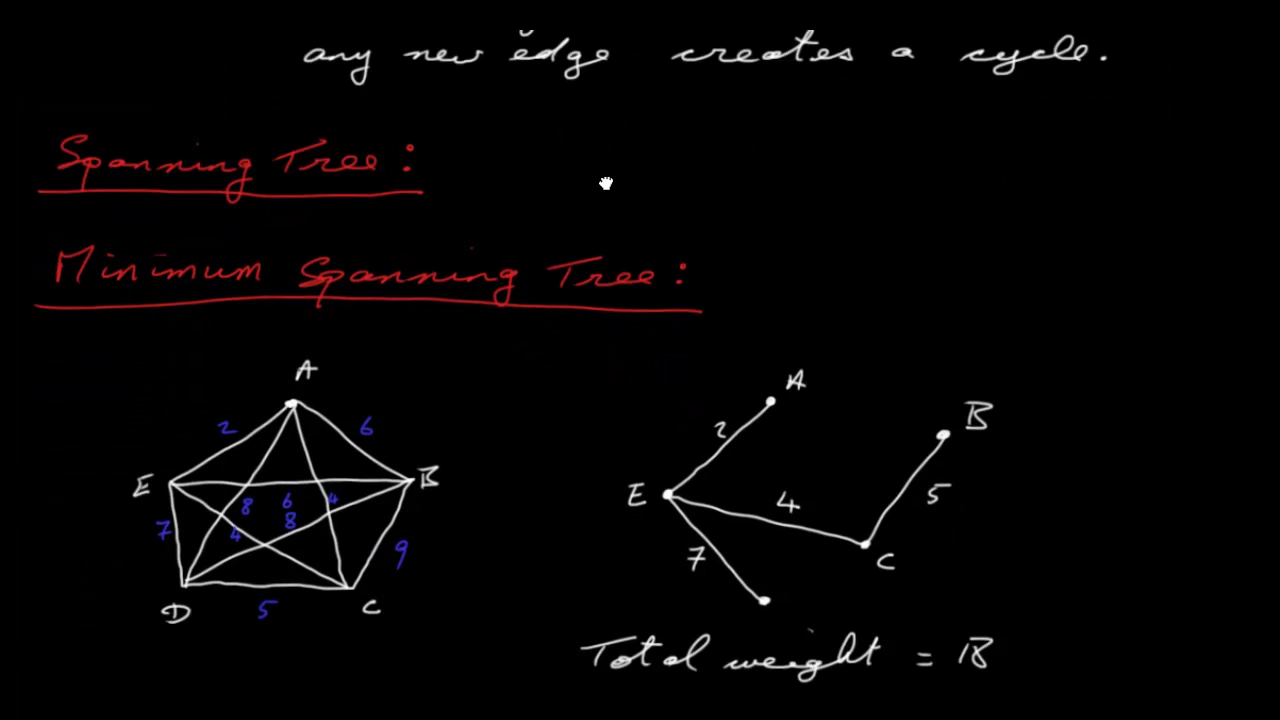 any new edge creates a cycle.
Spanning Tree:
Minimum Spanning Tree:
A
A
2
6
B
2
E
B
E
4
5
8
6
4
8
7
4
7
9
C
D
5
C
Total weight = 18